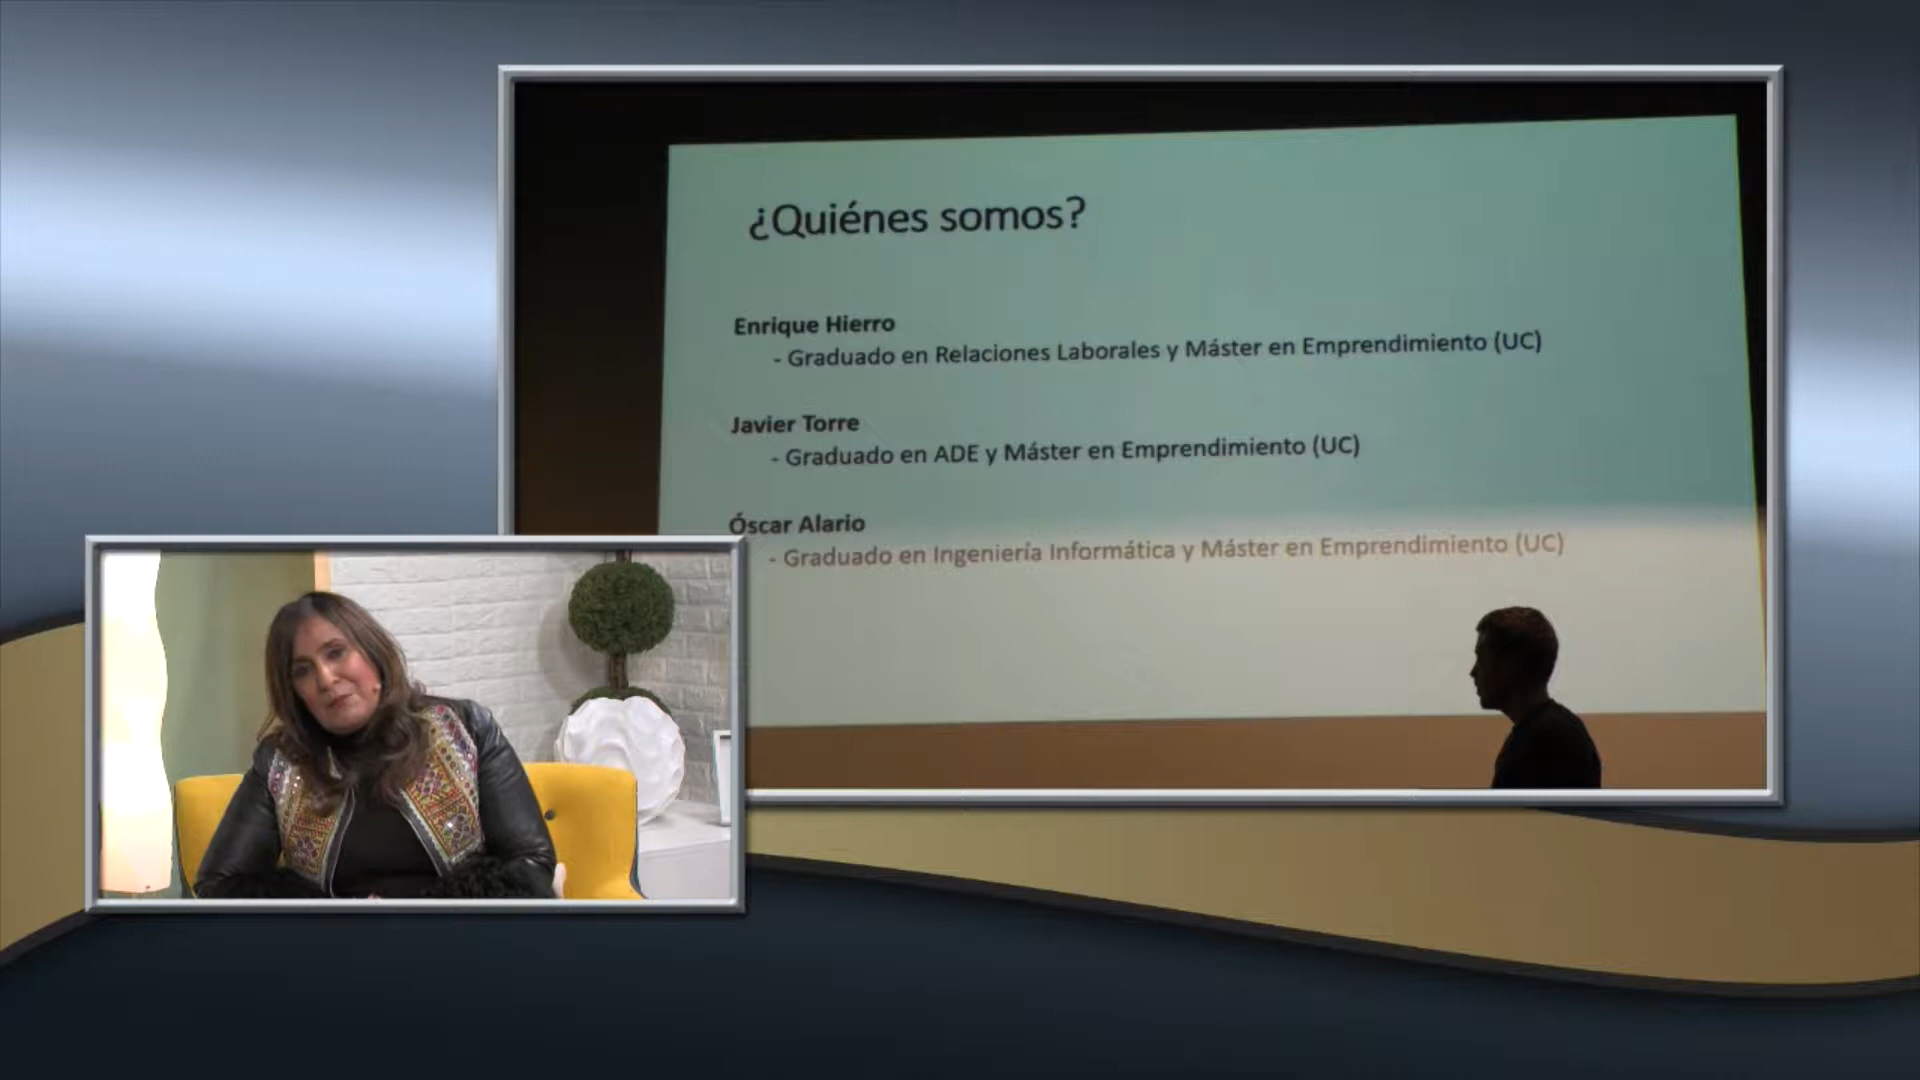 ¿Quiénes somos?
Enrique Hierro
- Graduado en Relaciones Laborales y Máster en Emprendimiento (UC)
Javier Torre
- Graduado en ADE y Máster en Emprendimiento (UC)
Óscar Alario
- Graduado en Ingeniería Informática y Máster en Emprendimiento (UC)